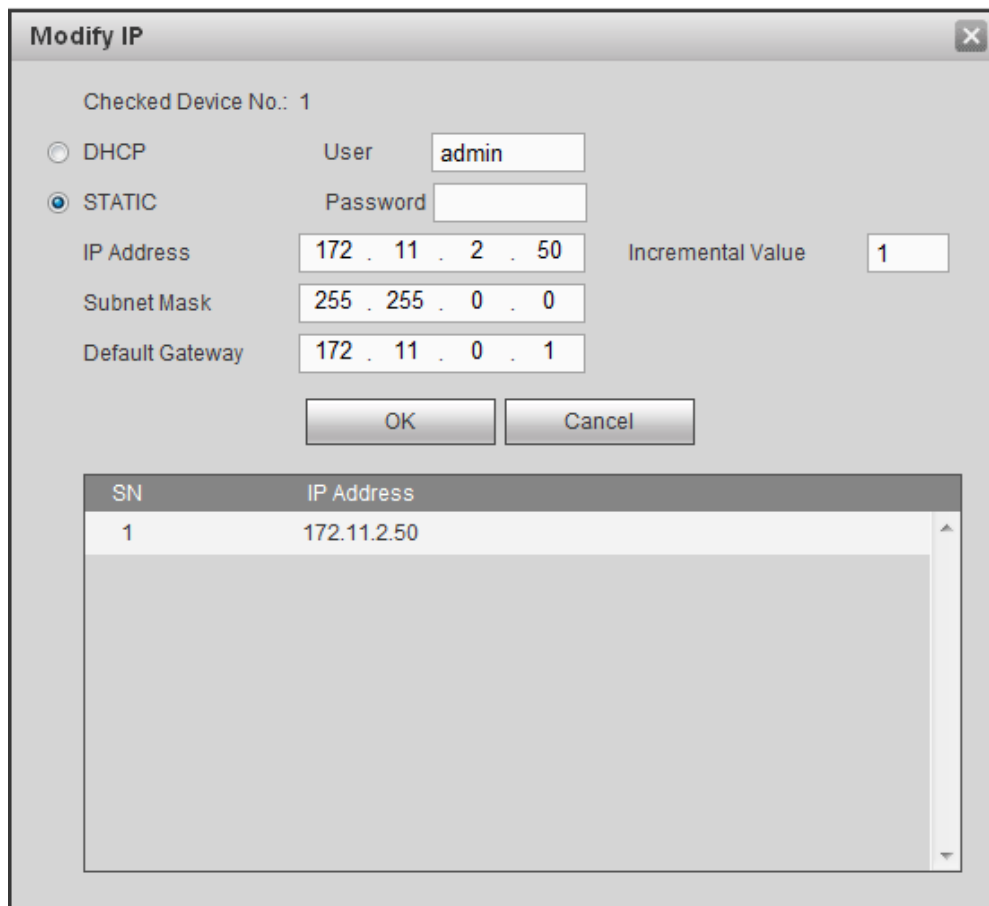 Modify IP
Checked Device No.: 1
DHCP User admin
STATIC Password
IP Address 172 . 11 . 2 . 50 Incremental Value 1
Subnet Mask 255 . 255 . 0 . 0
Default Gateway 172 . 11 . 0 . 1
OK Cancel
SN IP Address
1 172.11.2.50